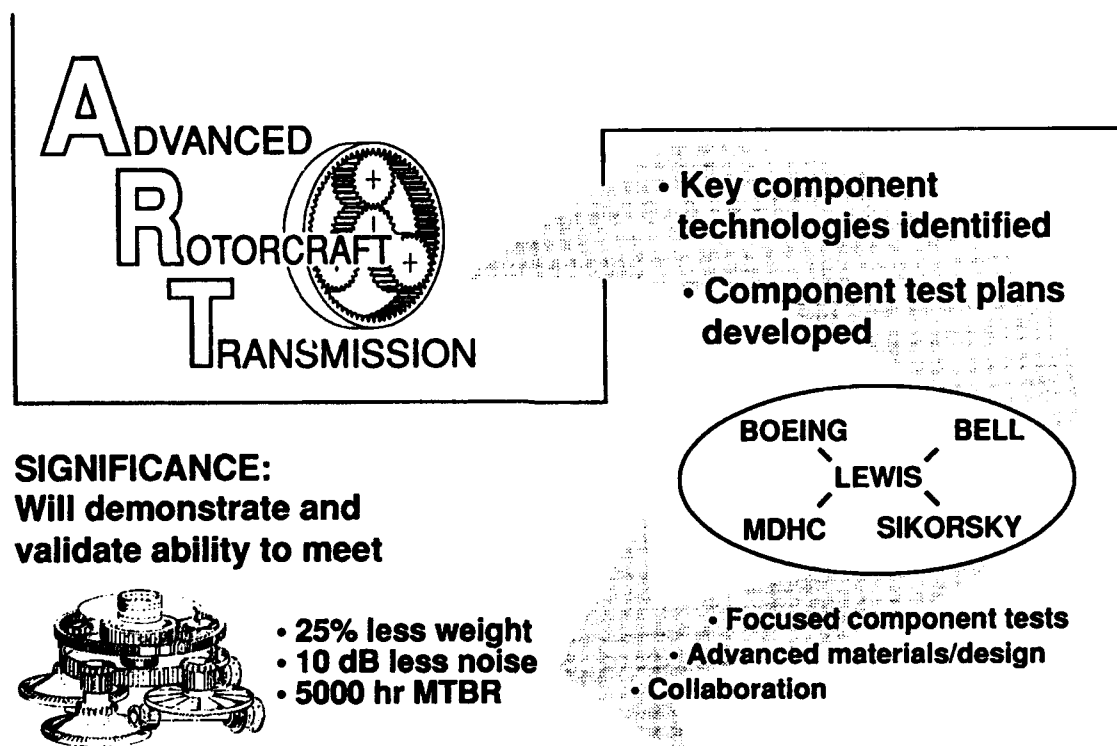 ADVANCED
ROTORCRAFT
TRANSMISSION
• Key component
technologies identified
• Component test plans
developed
BOEING BELL
LEWIS
MDHC SIKORSKY
• Focused component tests
• Advanced materials/design
• Collaboration
SIGNIFICANCE:
Will demonstrate and
validate ability to meet
• 25% less weight
• 10 dB less noise
• 5000 hr MTBR